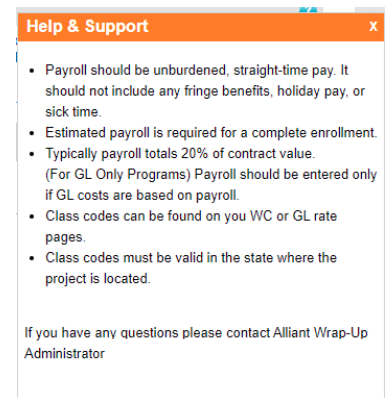 Help & Support X
• Payroll should be unburdened, straight-time pay. It
should not include any fringe benefits, holiday pay, or
sick time.
• Estimated payroll is required for a complete enrollment.
• Typically payroll totals 20% of contract value.
(For GL Only Programs) Payroll should be entered only
if GL costs are based on payroll.
• Class codes can be found on you WC or GL rate
pages.
• Class codes must be valid in the state where the
project is located.
If you have any questions please contact Alliant Wrap-Up
Administrator